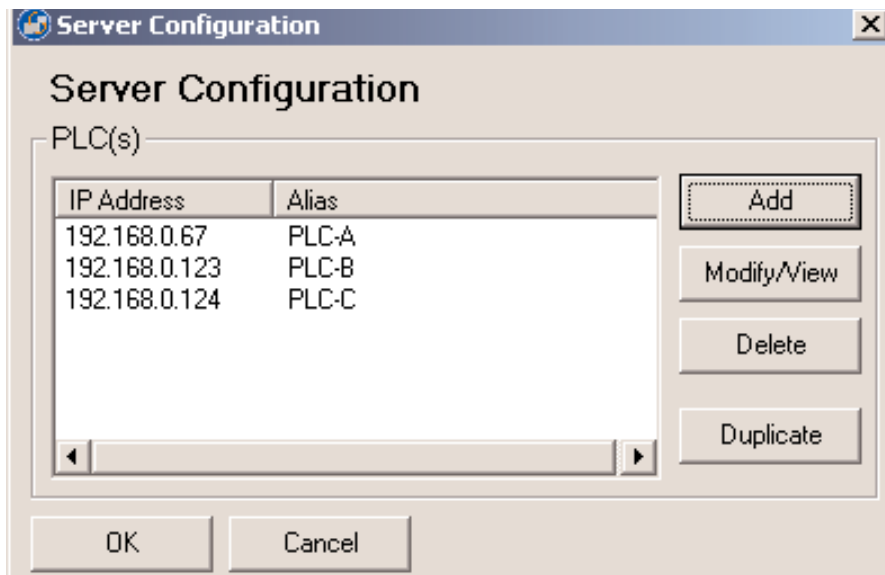 Server Configuration
Server Configuration
PLC(s)
IP Address Alias
192.168.0.67 PLC-A
192.168.0.123 PLC-B
192.168.0.124 PLC-C
Add
Modify/View
Delete
Duplicate
OK Cancel